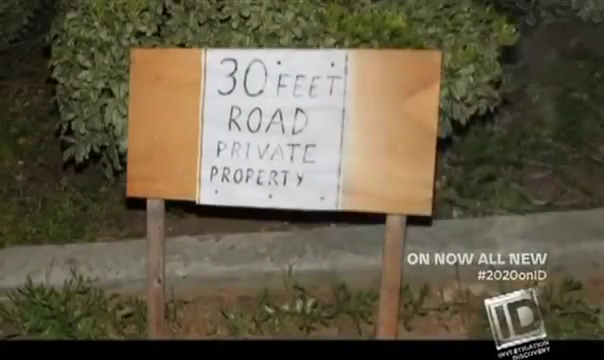 30 FEET
ROAD
PRIVATE
PROPERTY
ON NOW ALL NEW
#2020onID
ID
INVESTIGATION
DISCOVERY